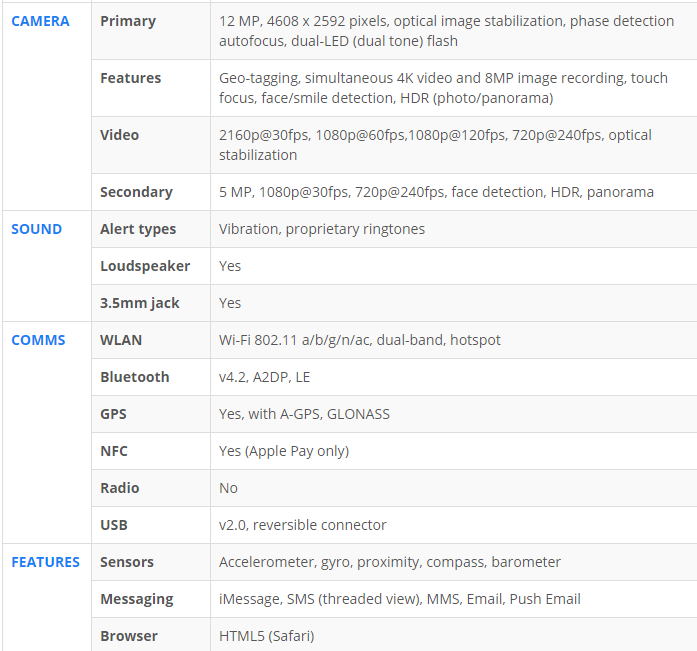 CAMERA Primary 12 MP, 4608 x 2592 pixels, optical image stabilization, phase detection
autofocus, dual-LED (dual tone) flash
Features Geo-tagging, simultaneous 4K video and 8MP image recording, touch
focus, face/smile detection, HDR (photo/panorama)
Video 2160p@30fps, 1080p@60fps,1080p@120fps, 720p@240fps, optical
stabilization
Secondary 5 MP, 1080p@30fps, 720p@240fps, face detection, HDR, panorama
SOUND Alert types Vibration, proprietary ringtones
Loudspeaker Yes
3.5mm jack Yes
COMMS WLAN Wi-Fi 802.11 a/b/g/n/ac, dual-band, hotspot
Bluetooth v4.2, A2DP, LE
GPS Yes, with A-GPS, GLONASS
NFC Yes (Apple Pay only)
Radio No
USB v2.0, reversible connector
FEATURES Sensors Accelerometer, gyro, proximity, compass, barometer
Messaging iMessage, SMS (threaded view), MMS, Email, Push Email
Browser HTML5 (Safari)